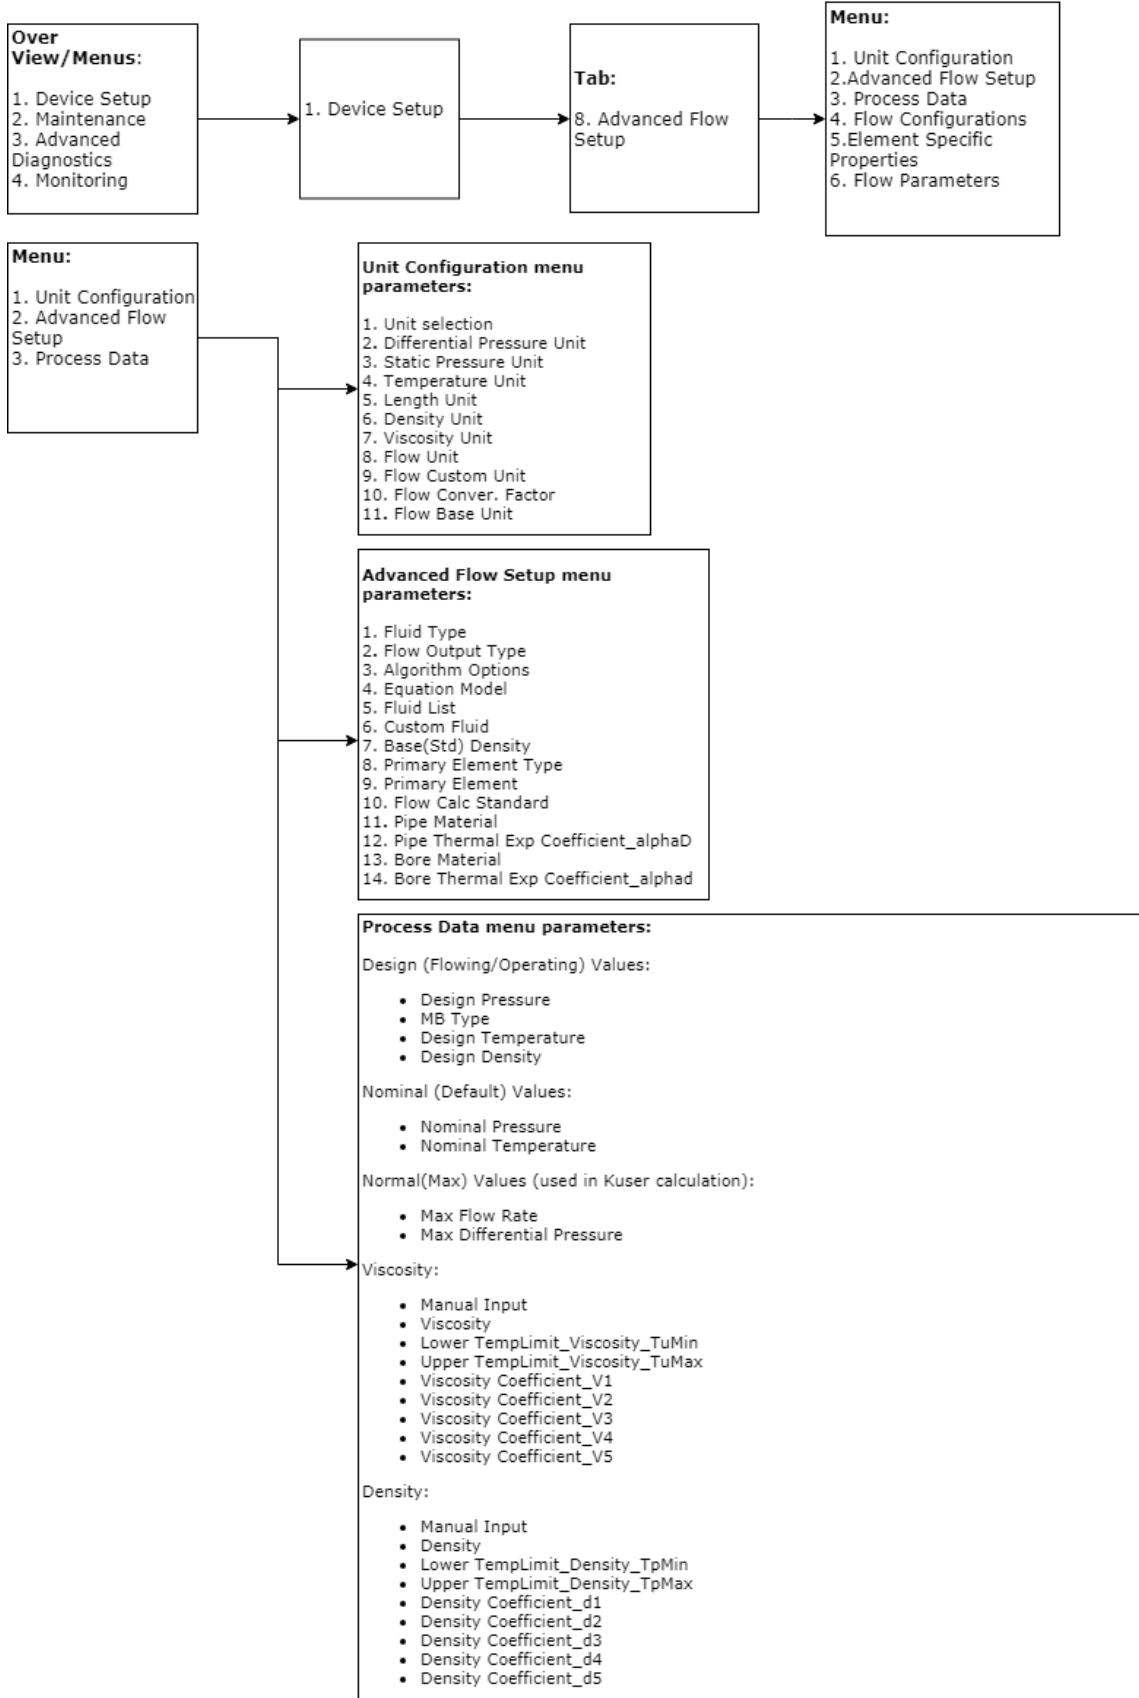 Over
View/Menus:
1. Device Setup
2. Maintenance
3. Advanced
Diagnostics
4. Monitoring
1. Device Setup
Tab:
8. Advanced Flow
Setup
Menu:
1. Unit Configuration
2.Advanced Flow Setup
3. Process Data
4. Flow Configurations
5.Element Specific
Properties
6. Flow Parameters
Menu:
1. Unit Configuration
2. Advanced Flow
Setup
3. Process Data
Unit Configuration menu
parameters:
1. Unit selection
2. Differential Pressure Unit
3. Static Pressure Unit
4. Temperature Unit
5. Length Unit
6. Density Unit
7. Viscosity Unit
8. Flow Unit
9. Flow Custom Unit
10. Flow Conver. Factor
11. Flow Base Unit
Advanced Flow Setup menu
parameters:
1. Fluid Type
2. Flow Output Type
3. Algorithm Options
4. Equation Model
5. Fluid List
6. Custom Fluid
7. Base(Std) Density
8. Primary Element Type
9. Primary Element
10. Flow Calc Standard
11. Pipe Material
12. Pipe Thermal Exp Coefficient_alphaD
13. Bore Material
14. Bore Thermal Exp Coefficient_alphad
Process Data menu parameters:
Design (Flowing/Operating) Values:
• Design Pressure
• MB Type
• Design Temperature
• Design Density
Nominal (Default) Values:
• Nominal Pressure
• Nominal Temperature
Normal(Max) Values (used in Kuser calculation):
• Max Flow Rate
• Max Differential Pressure
Viscosity:
• Manual Input
• Viscosity
• Lower TempLimit_Viscosity_TuMin
• Upper TempLimit_Viscosity_TuMax
• Viscosity Coefficient_V1
• Viscosity Coefficient_V2
• Viscosity Coefficient_V3
• Viscosity Coefficient_V4
• Viscosity Coefficient_V5
Density:
• Manual Input
• Density
• Lower TempLimit_Density_TpMin
• Upper TempLimit_Density_TpMax
• Density Coefficient_d1
• Density Coefficient_d2
• Density Coefficient_d3
• Density Coefficient_d4
• Density Coefficient_d5